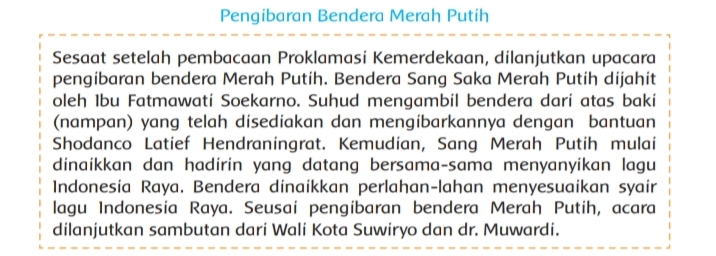 Pengibaran Bendera Merah Putih
Sesaat setelah pembacaan Proklamasi Kemerdekaan, dilanjutkan upacara
pengibaran bendera Merah Putih. Bendera Sang Saka Merah Putih dijahit
oleh Ibu Fatmawati Soekarno. Suhud mengambil bendera dari atas baki
(nampan) yang telah disediakan dan mengibarkannya dengan bantuan
Shodanco Latief Hendraningrat. Kemudian, Sang Merah Putih mulai
dinaikkan dan hadirin yang datang bersama-sama menyanyikan lagu
Indonesia Raya. Bendera dinaikkan perlahan-lahan menyesuaikan syair
lagu Indonesia Raya. Seusai pengibaran bendera Merah Putih, acara
dilanjutkan sambutan dari Wali Kota Suwiryo dan dr. Muwardi.